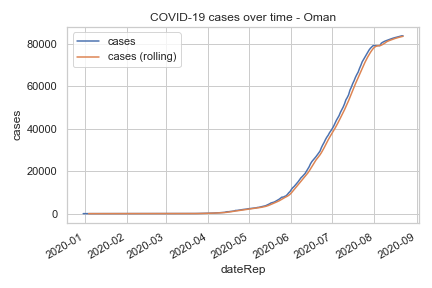 COVID-19 cases over time - Oman
cases
cases (rolling)
80000
60000
40000
20000
0
cases
2020-01
2020-02
2020-03
2020-04
2020-05
2020-06
2020-07
2020-08
2020-09
dateRep